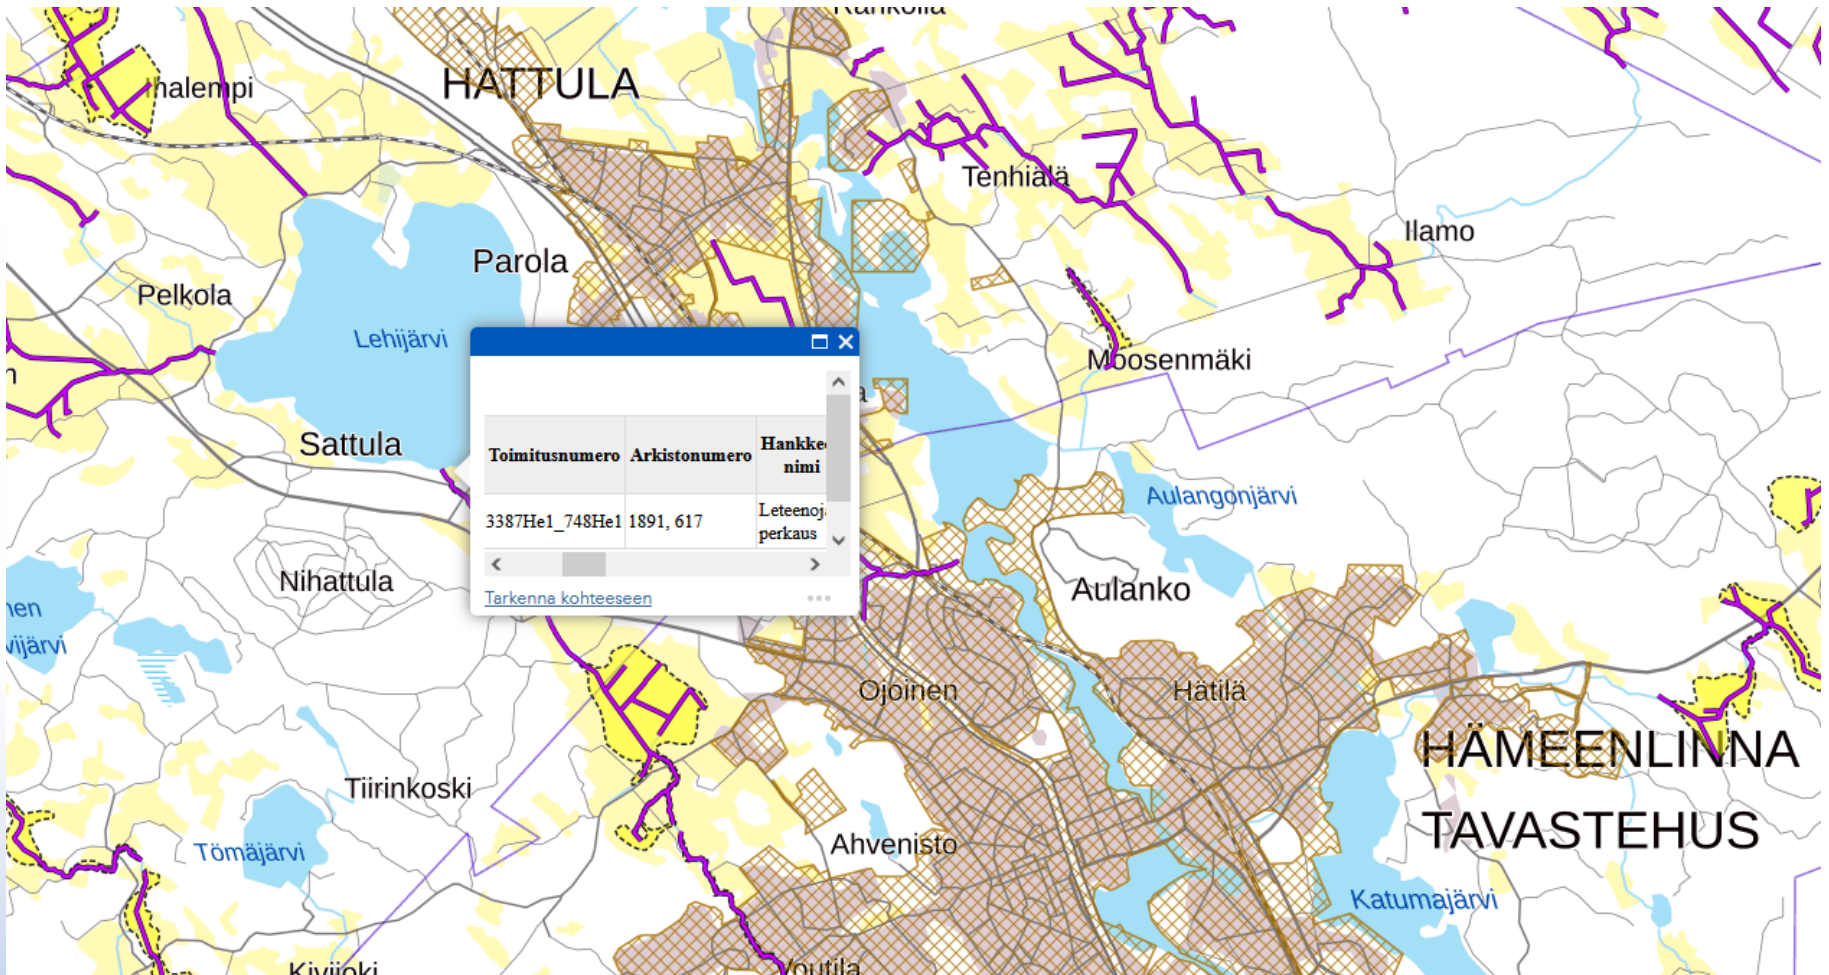 HATTULA
Ihalempi
Tenhiälä
Ilamo
Parola
Pelkola
Lehijärvi
Moosenmäki
Sattula
Toimitusnumero Arkistonumero
nimi
3387He1_748He1 1891, 617
perkaus
Tarkenna kohteeseen
Aulangonjärvi
Nihattula
Aulanko
Ojoinen
Hätilä
HÄMEENLINNA
TAVASTEHUS
Tiirinkoski
Tömäjärvi
Ahvenisto
Katumajärvi